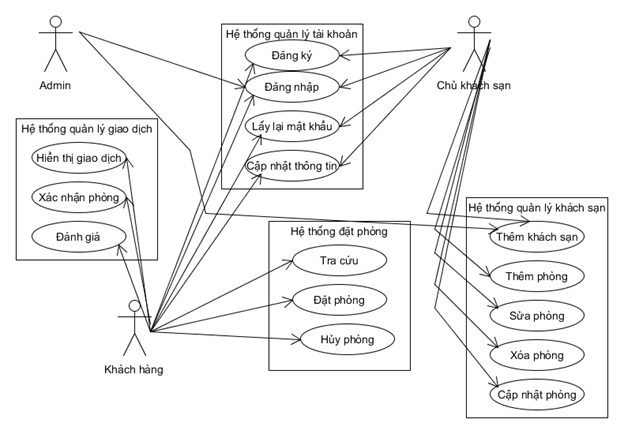 Hệ thống quản lý tài khoản
Đăng ký
Đăng nhập
Lấy lại mật khẩu
Cập nhật thông tin
Admin
Chủ khách sạn
Hệ thống quản lý giao dịch
Hiển thị giao dịch
Xác nhận phòng
Đánh giá
Hệ thống quản lý khách sạn
Thêm khách sạn
Thêm phòng
Sửa phòng
Xóa phòng
Cập nhật phòng
Hệ thống đặt phòng
Tra cứu
Đặt phòng
Hủy phòng
Khách hàng